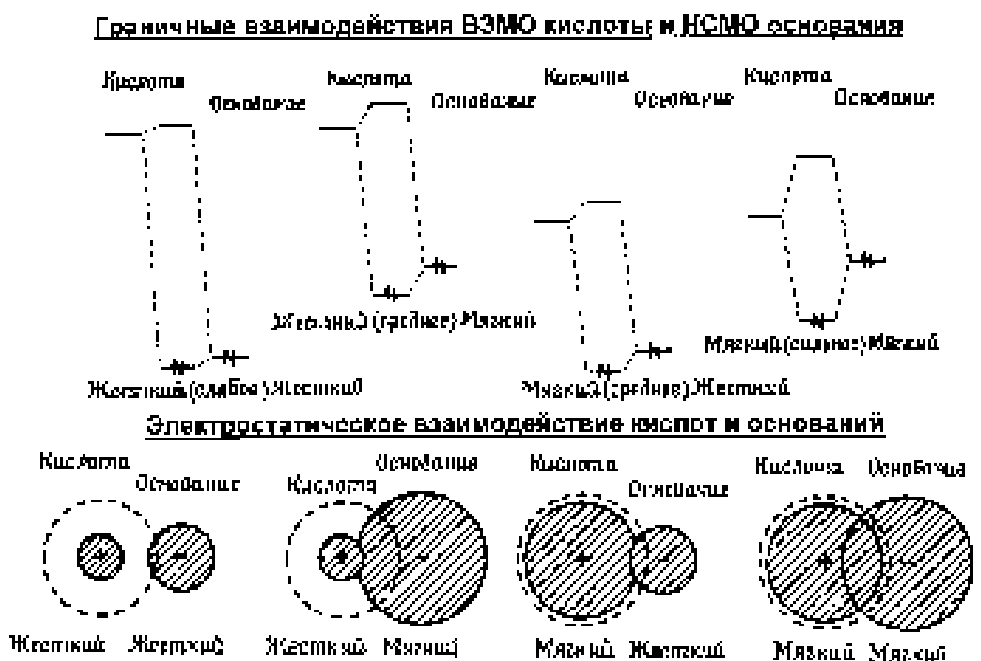 Граничные взаимодействия ВЗМО кислоты и НСМО основания
Кислота Кислота Кислота Кислота
Основание Основание Основание Основание
Жесткий (среднее) Мягкий
Мягкий (сильное) Мягкий
Жесткий (слабое) Жесткий Мягкий (среднее) Жесткий
Электростатическое взаимодействие кислот и оснований
Кислота Основание Кислота Кислота Основание
Основание Кислота Основание
Жесткий Жесткий Жесткий Мягкий Мягкий Жесткий Мягкий Мягкий